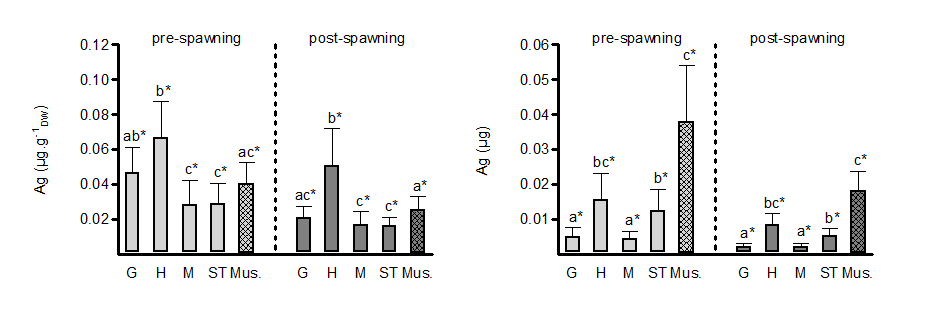 0.12
pre-spawning
post-spawning
0.10
0.08
0.06
0.04
0.02
Ag (µg.g⁻¹DW)
ab*
b*
c*
c*
ac*
ac*
b*
c*
c*
a*
G H M ST Mus.
G H M ST Mus.
0.06
pre-spawning
post-spawning
0.05
0.04
0.03
0.02
0.01
Ag (µg)
a*
bc*
a*
b*
c*
a*
bc*
a*
b*
c*
G H M ST Mus.
G H M ST Mus.